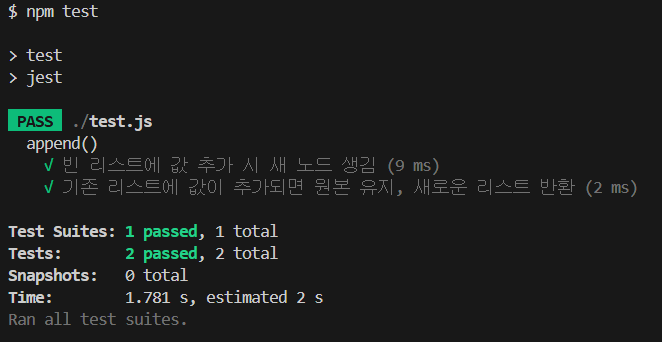 $ npm test
> test
> jest
PASS ./test.js
append()
√ 빈 리스트에 값 추가 시 새 노드 생김 (9 ms)
√ 기존 리스트에 값이 추가되면 원본 유지, 새로운 리스트 반환 (2 ms)
Test Suites: 1 passed, 1 total
Tests: 2 passed, 2 total
Snapshots: 0 total
Time: 1.781 s, estimated 2 s
Ran all test suites.